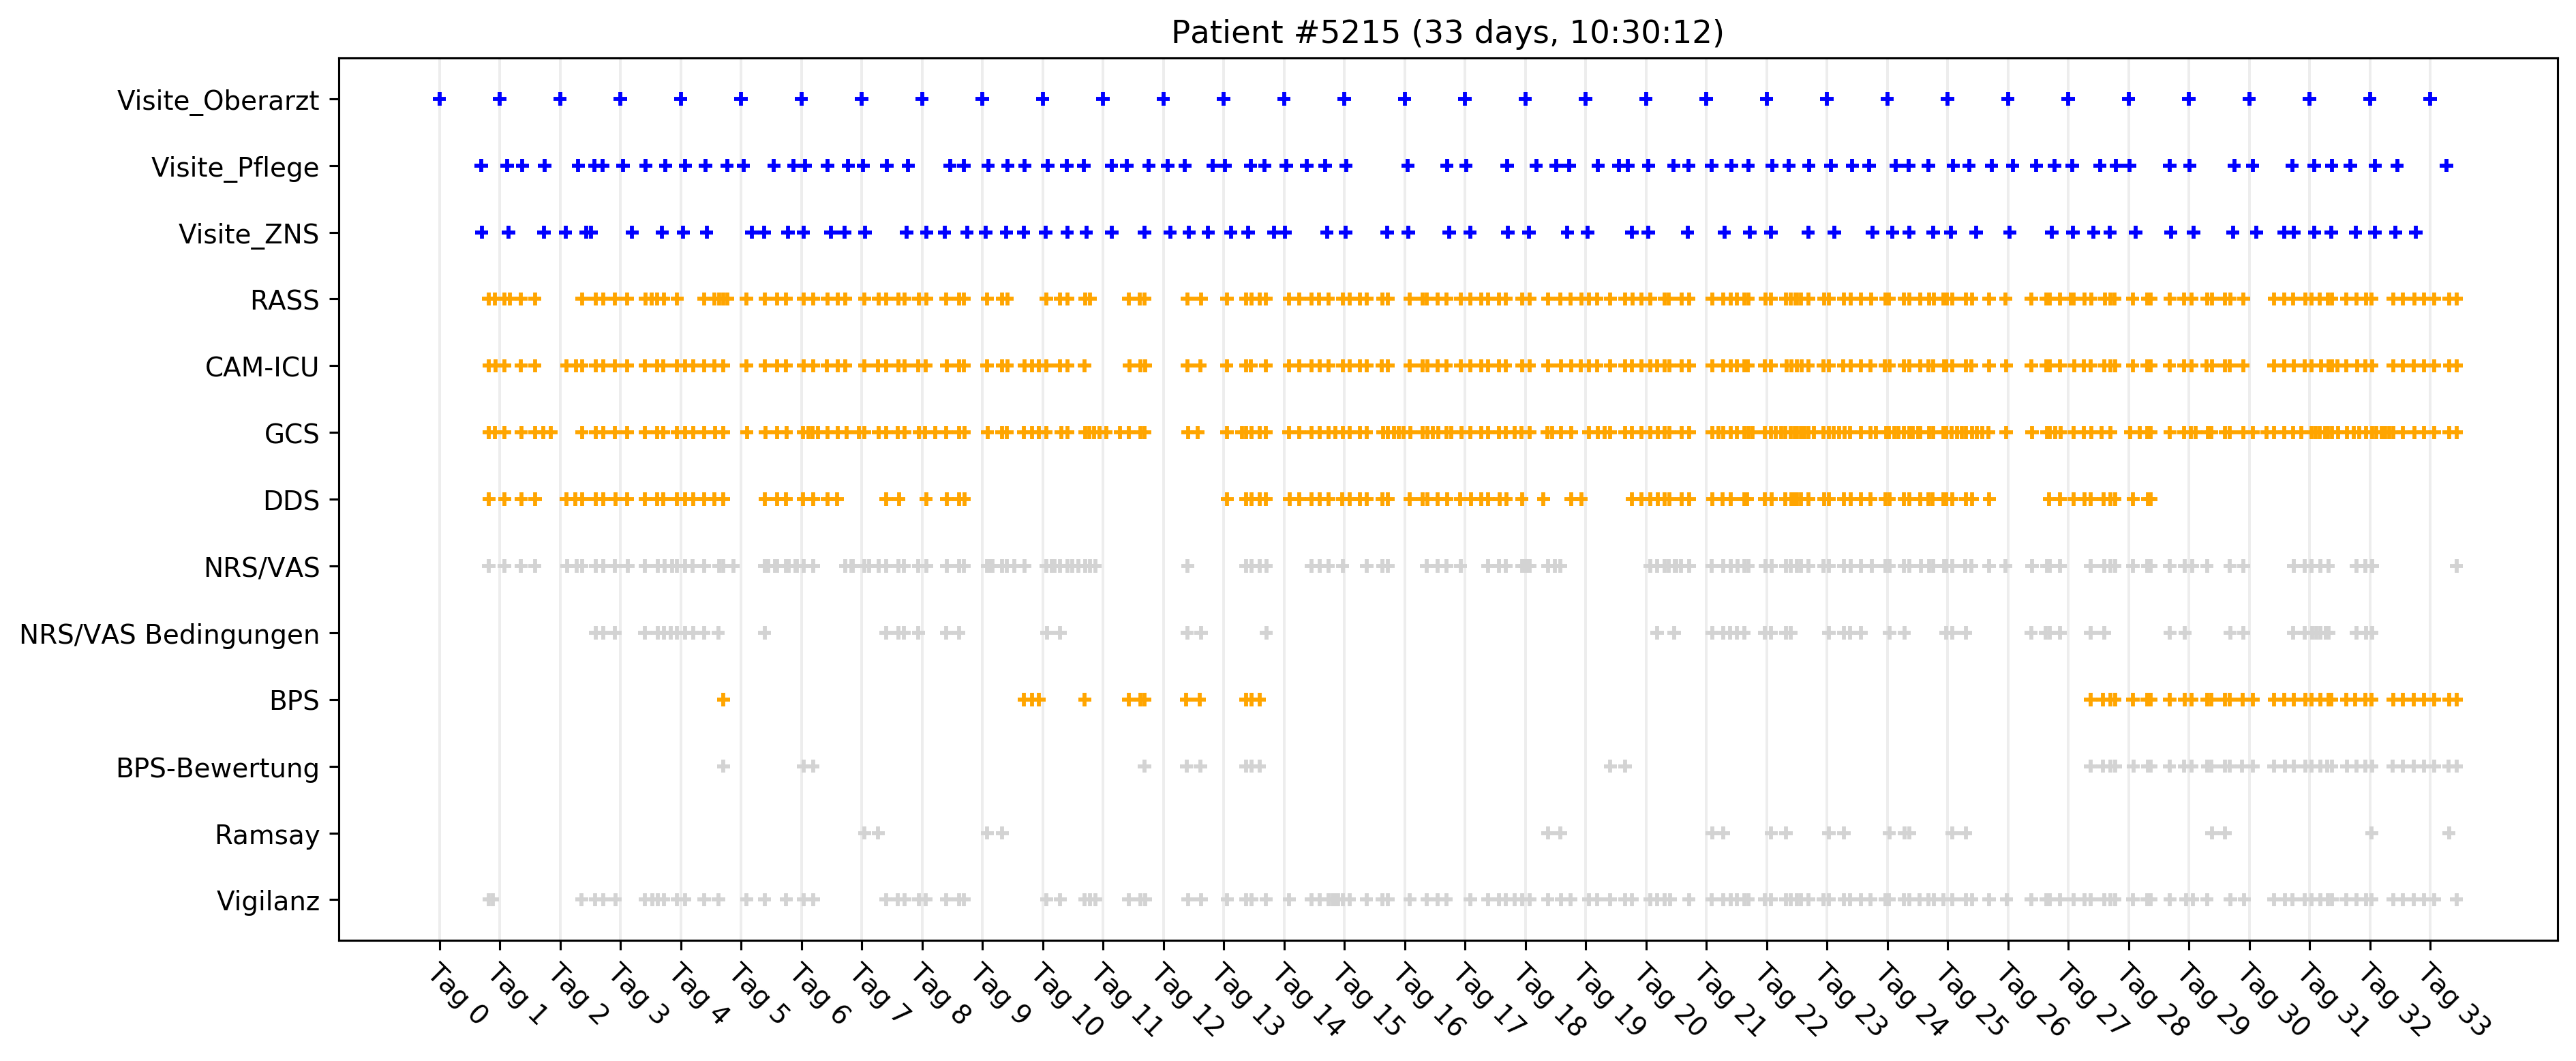 Patient #5215 (33 days, 10:30:12)
Visite_Oberarzt
Visite_Pflege
Visite_ZNS
RASS
CAM-ICU
GCS
DDS
NRS/VAS
NRS/VAS Bedingungen
BPS
BPS-Bewertung
Ramsay
Vigilanz
Tag 0
Tag 1
Tag 2
Tag 3
Tag 4
Tag 5
Tag 6
Tag 7
Tag 8
Tag 9
Tag 10
Tag 11
Tag 12
Tag 13
Tag 14
Tag 15
Tag 16
Tag 17
Tag 18
Tag 19
Tag 20
Tag 21
Tag 22
Tag 23
Tag 24
Tag 25
Tag 26
Tag 27
Tag 28
Tag 29
Tag 30
Tag 31
Tag 32
Tag 33